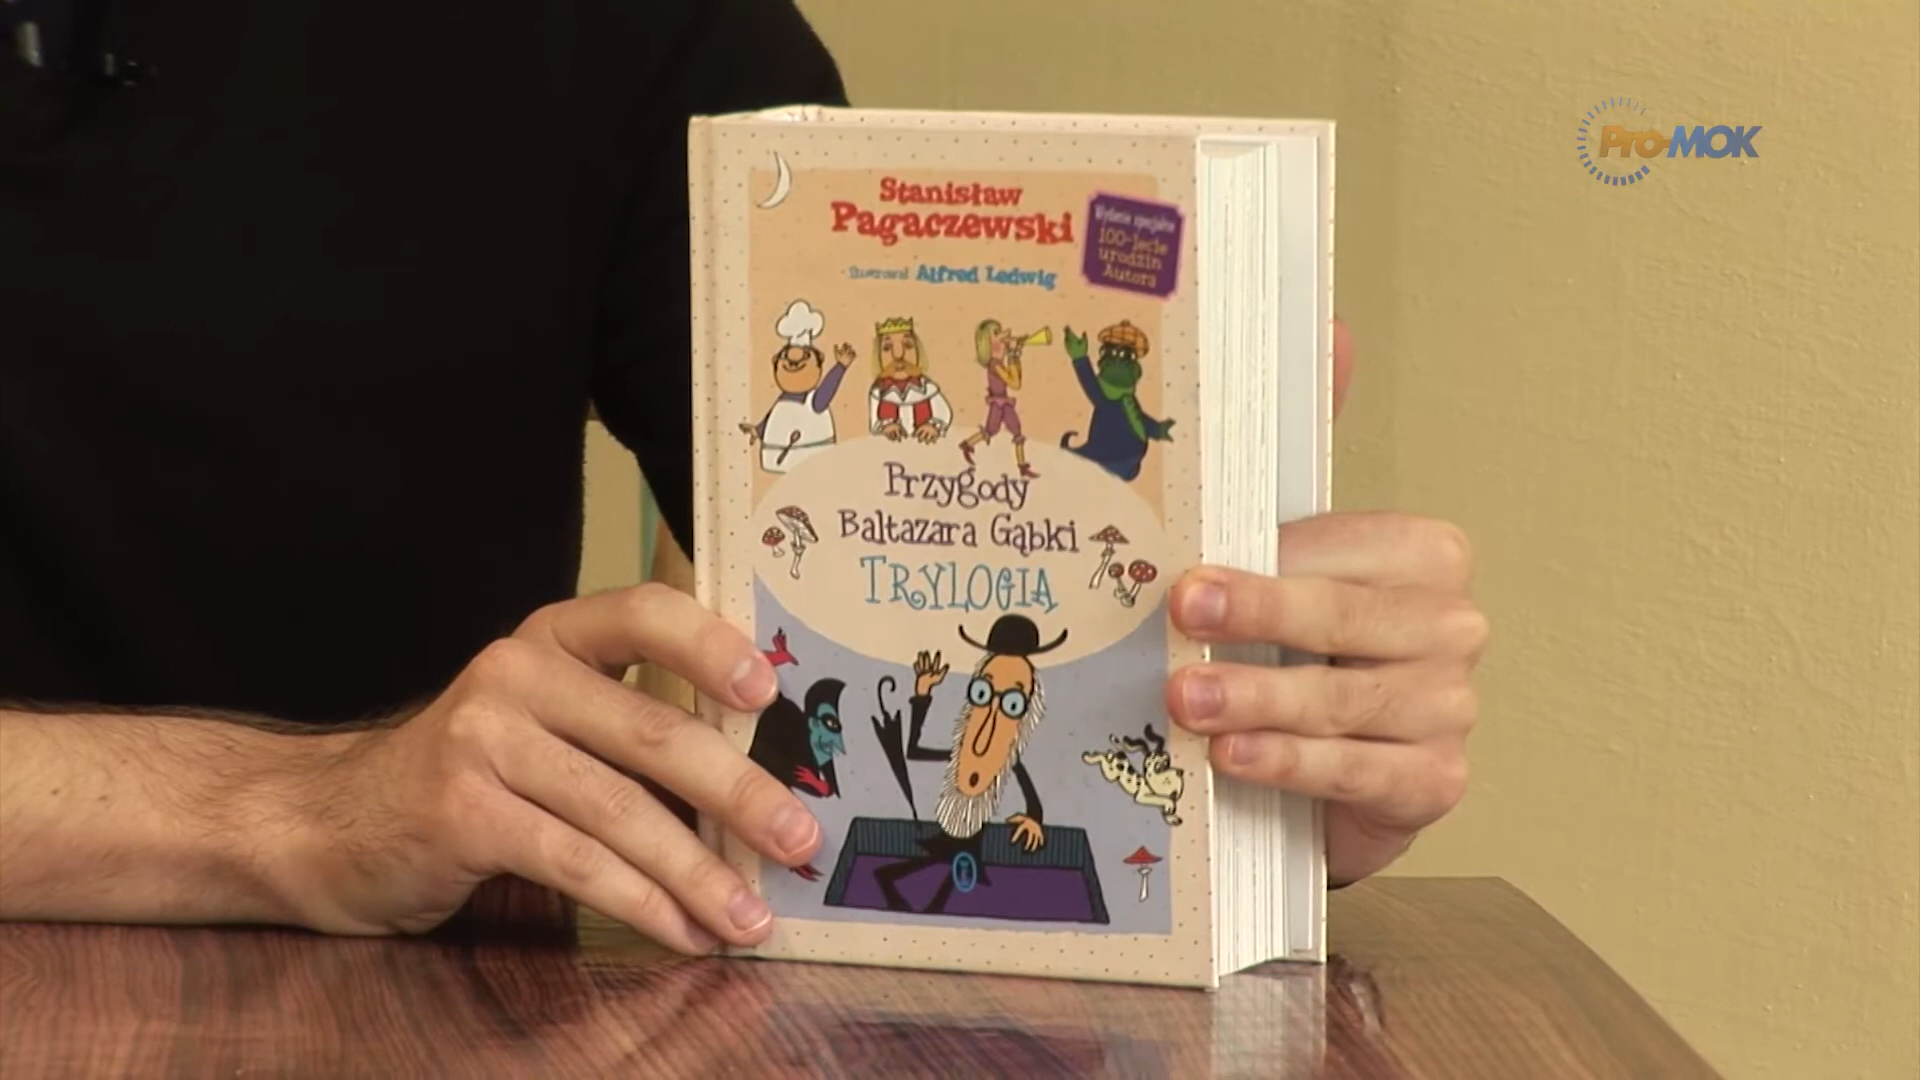 Stanisław
Pagaczewski
Ilustrował Alfred Ledwig
Wydanie specjalne
100-lecie
urodzin
Autora
Przygody
Baltazara Gąbki
TRYLOGIA
Pro-MOK